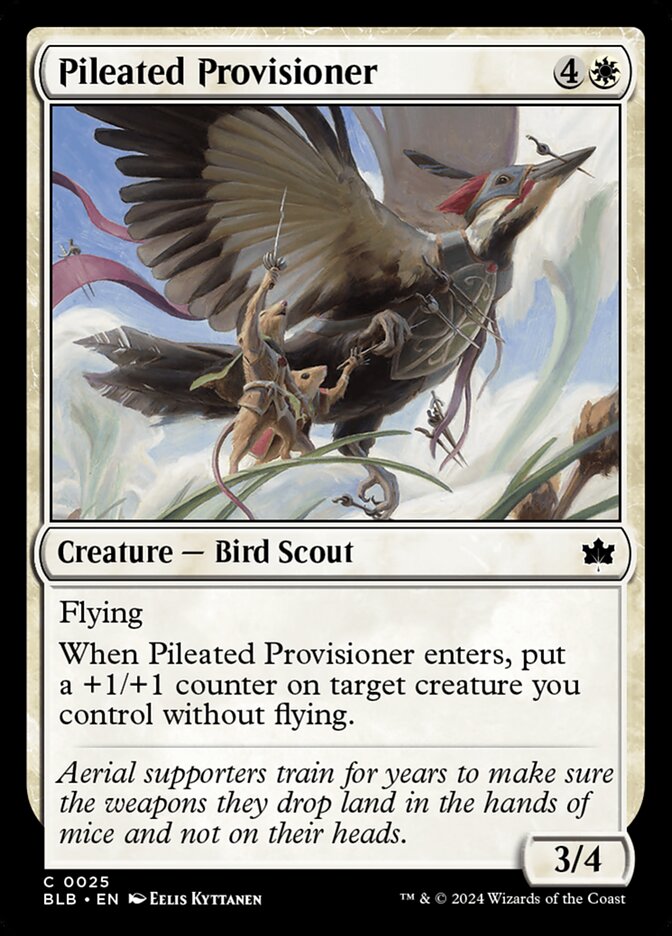 Pileated Provisioner 4
Creature — Bird Scout
Flying
When Pileated Provisioner enters, put
a +1/+1 counter on target creature you
control without flying.
Aerial supporters train for years to make sure
the weapons they drop land in the hands of
mice and not on their heads.
3/4
C 0025
BLB • EN Eelis Kyttanen
™ & © 2024 Wizards of the Coast